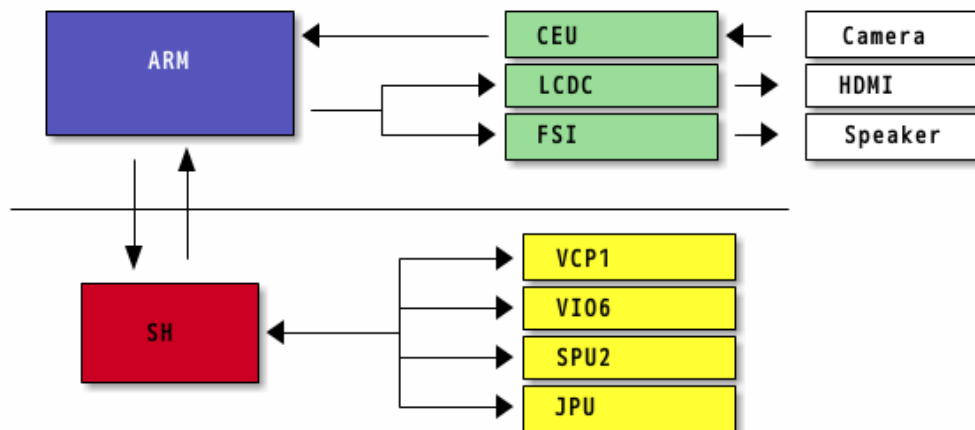 ARM
CEU
Camera
LCDC
HDMI
FSI
Speaker
SH
VCP1
VIO6
SPU2
JPU